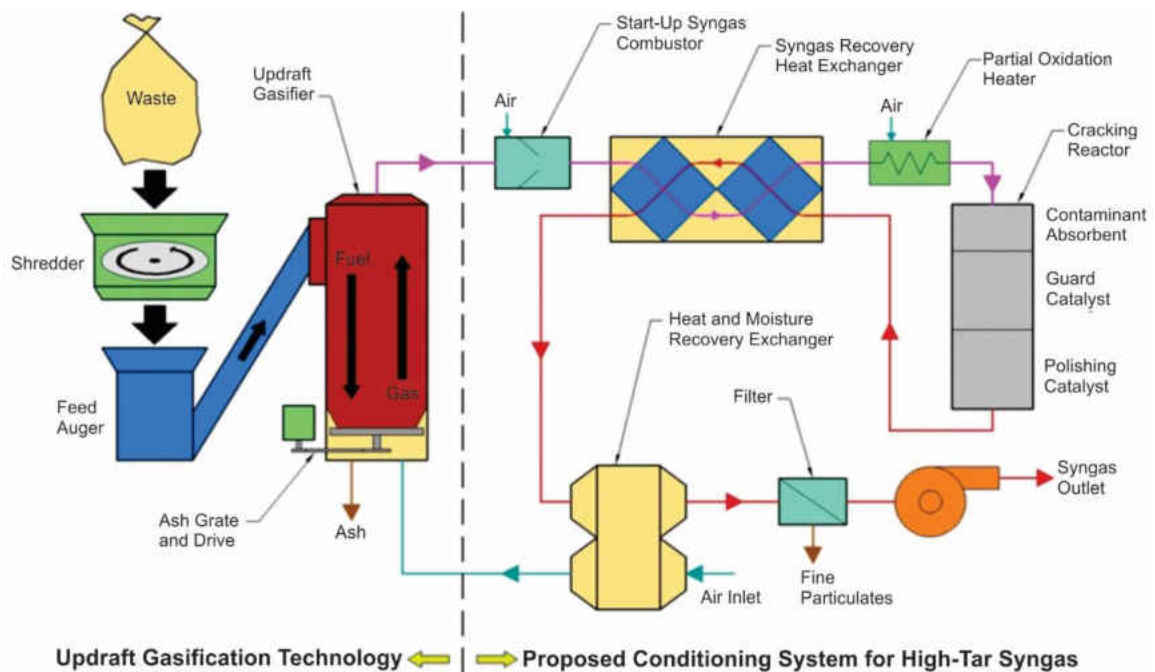 Waste
Shredder
Feed
Auger
Updraft
Gasifier
Fuel
Gas
Ash Grate
and Drive
Ash
Start-Up Syngas
Combustor
Air
Syngas Recovery
Heat Exchanger
Partial Oxidation
Heater
Air
Cracking
Reactor
Contaminant
Absorbent
Guard
Catalyst
Polishing
Catalyst
Heat and Moisture
Recovery Exchanger
Filter
Syngas
Outlet
Air Inlet
Fine
Particulates
Updraft Gasification Technology
Proposed Conditioning System for High-Tar Syngas